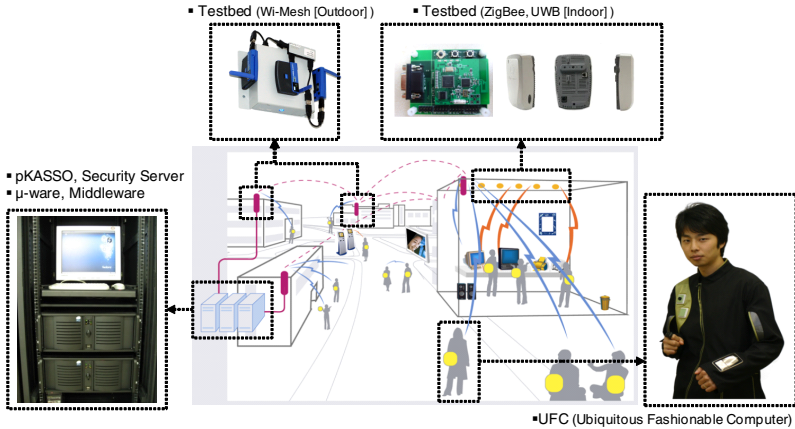 ▪ Testbed (Wi-Mesh [Outdoor] )
▪ Testbed (ZigBee, UWB [Indoor] )
▪ pKASSO, Security Server
▪ μ-ware, Middleware
▪UFC (Ubiquitous Fashionable Computer)